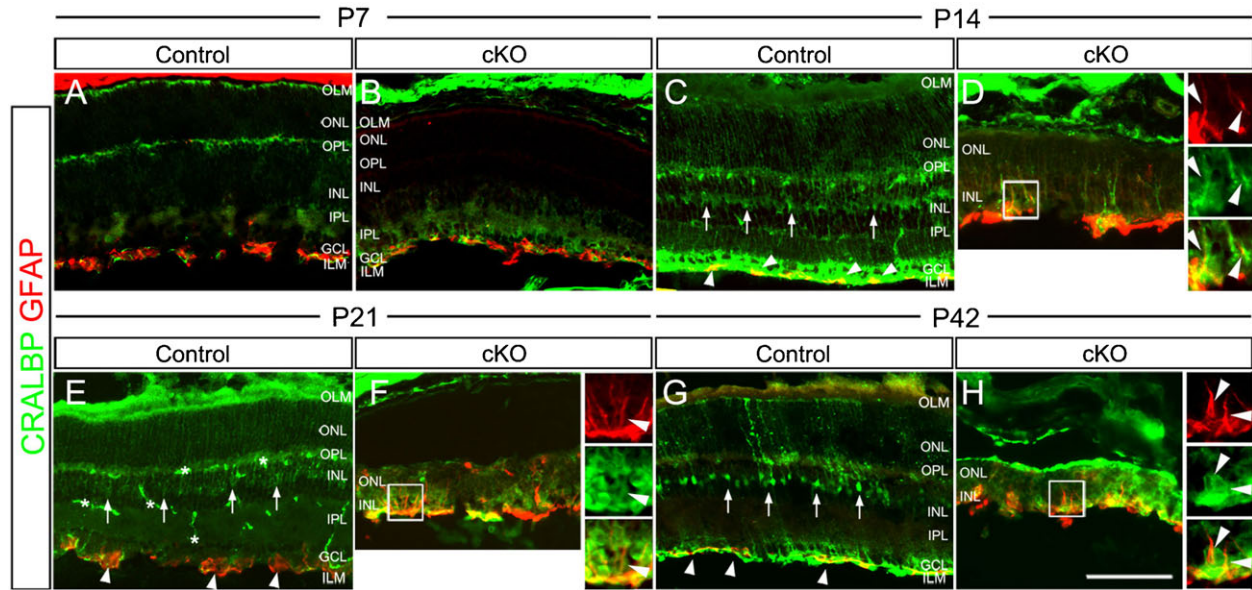 P7
P14
Control
cKO
Control
cKO
CRALBP GFAP
A
OLM
ONL
OPL
INL
IPL
GCL
ILM
B
OLM
ONL
OPL
INL
IPL
GCL
ILM
C
OLM
ONL
OPL
INL
IPL
GCL
ILM
D
ONL
INL
P21
P42
Control
cKO
Control
cKO
E
OLM
ONL
OPL
INL
IPL
GCL
ILM
* * * * *
F
ONL
INL
G
OLM
ONL
OPL
INL
IPL
GCL
ILM
H
ONL
INL